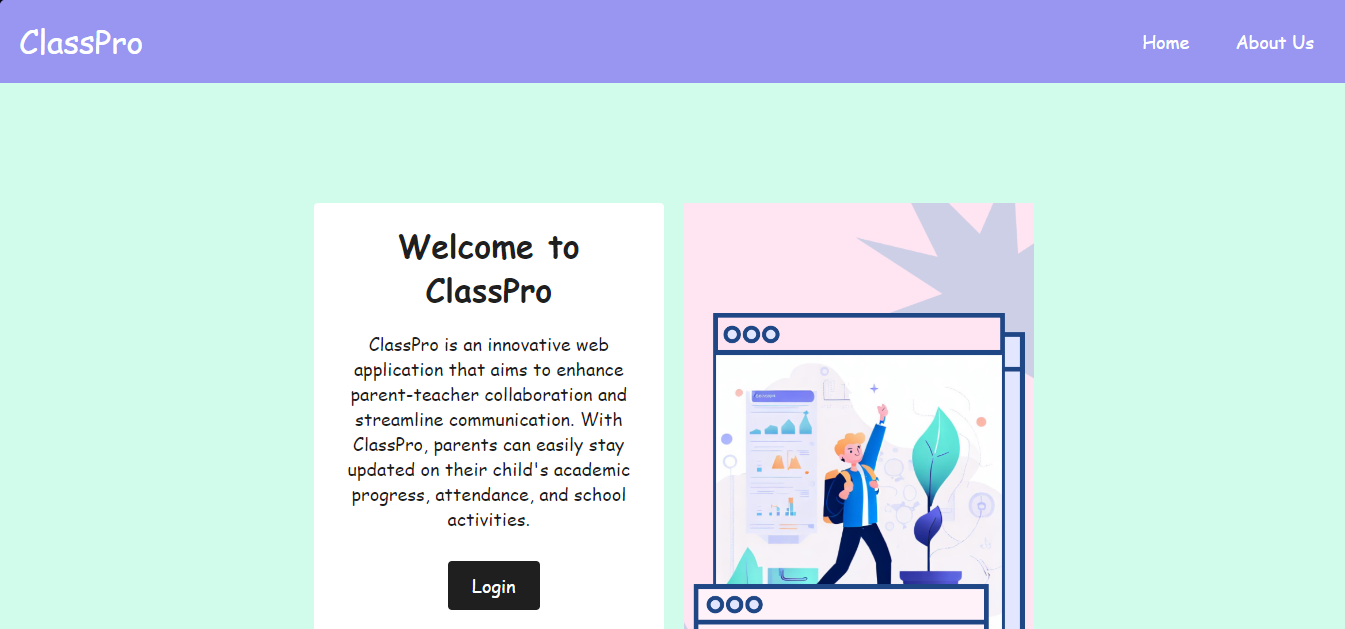 ClassPro
Home
About Us
Welcome to
ClassPro
ClassPro is an innovative web
application that aims to enhance
parent-teacher collaboration and
streamline communication. With
ClassPro, parents can easily stay
updated on their child's academic
progress, attendance, and school
activities.
Login